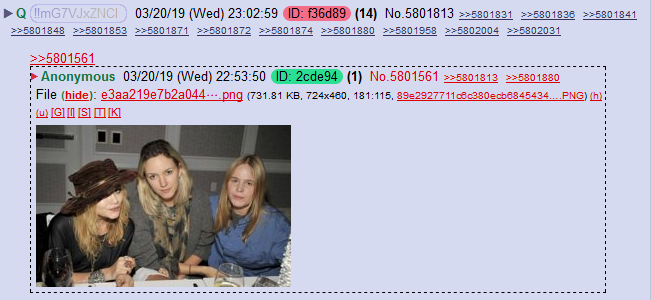 ▶Q !!mG7VJxZNCI 03/20/19 (Wed) 23:02:59 ID: f36d89 (14) No.5801813 >>5801831 >>5801836 >>5801841
>>5801848 >>5801853 >>5801871 >>5801872 >>5801874 >>5801880 >>5801958 >>5802004 >>5802031
>>5801561
▶Anonymous 03/20/19 (Wed) 22:53:50 ID: 2cde94 (1) No.5801561 >>5801813 >>5801880
File (hide): e3aa219e7b2a044⋯.png (731.81 KB, 724x460, 181:115, 89e2927711c6c380ecb6845434….PNG) (h)
(u) [G] [I] [S] [T] [K]